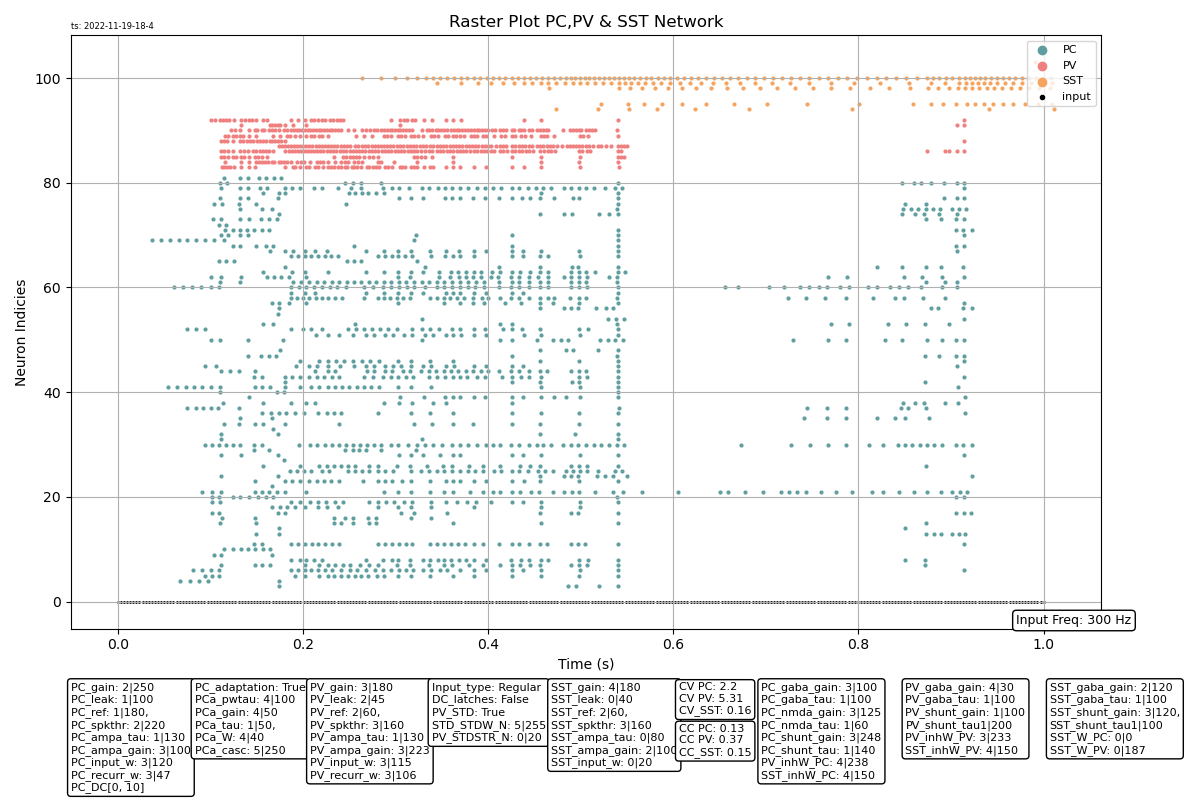 ts: 2022-11-19-18-4
Raster Plot PC,PV & SST Network
PC
PV
SST
input
Neuron Indicies
100
80
60
40
20
0
0.0
0.2
0.4
0.6
0.8
1.0
Time (s)
Input Freq: 300 Hz
PC_gain: 2|250
PC_leak: 1|100
PC_ref: 1|180,
PC_spkthr: 2|220
PC_ampa_tau: 1|130
PC_ampa_gain: 3|100
PC_input_w: 3|120
PC_recurr_w: 3|47
PC_DC[0, 10]
PC_adaptation: True
PCa_pwtau: 4|100
PCa_gain: 4|50
PCa_tau: 1|50,
PCa_W: 4|40
PCa_casc: 5|250
PV_gain: 3|180
PV_leak: 2|45
PV_ref: 2|60,
PV_spkthr: 3|160
PV_ampa_tau: 1|130
PV_ampa_gain: 3|223
PV_input_w: 3|115
PV_recurr_w: 3|106
Input_type: Regular
DC_latches: False
PV_STD: True
STD_STDW_N: 5|255
PV_STDSTR_N: 0|20
SST_gain: 4|180
SST_leak: 0|40
SST_ref: 2|60,
SST_spkthr: 3|160
SST_ampa_tau: 0|80
SST_ampa_gain: 2|100
SST_input_w: 0|20
CV PC: 2.2
CV PV: 5.31
CV_SST: 0.16
CC PC: 0.13
CC PV: 0.37
CC_SST: 0.15
PC_gaba_gain: 3|100
PC_gaba_tau: 1|100
PC_nmda_gain: 3|125
PC_nmda_tau: 1|60
PC_shunt_gain: 3|248
PC_shunt_tau: 1|140
PV_inhW_PC: 4|238
SST_inhW_PC: 4|150
PV_gaba_gain: 4|30
PV_gaba_tau: 1|100
PV_shunt_gain: 1|100
PV_shunt_tau1|200
PV_inhW_PV: 3|233
SST_inhW_PV: 4|150
SST_gaba_gain: 2|120
SST_gaba_tau: 1|100
SST_shunt_gain: 3|120,
SST_shunt_tau1|100
SST_W_PC: 0|0
SST_W_PV: 0|187